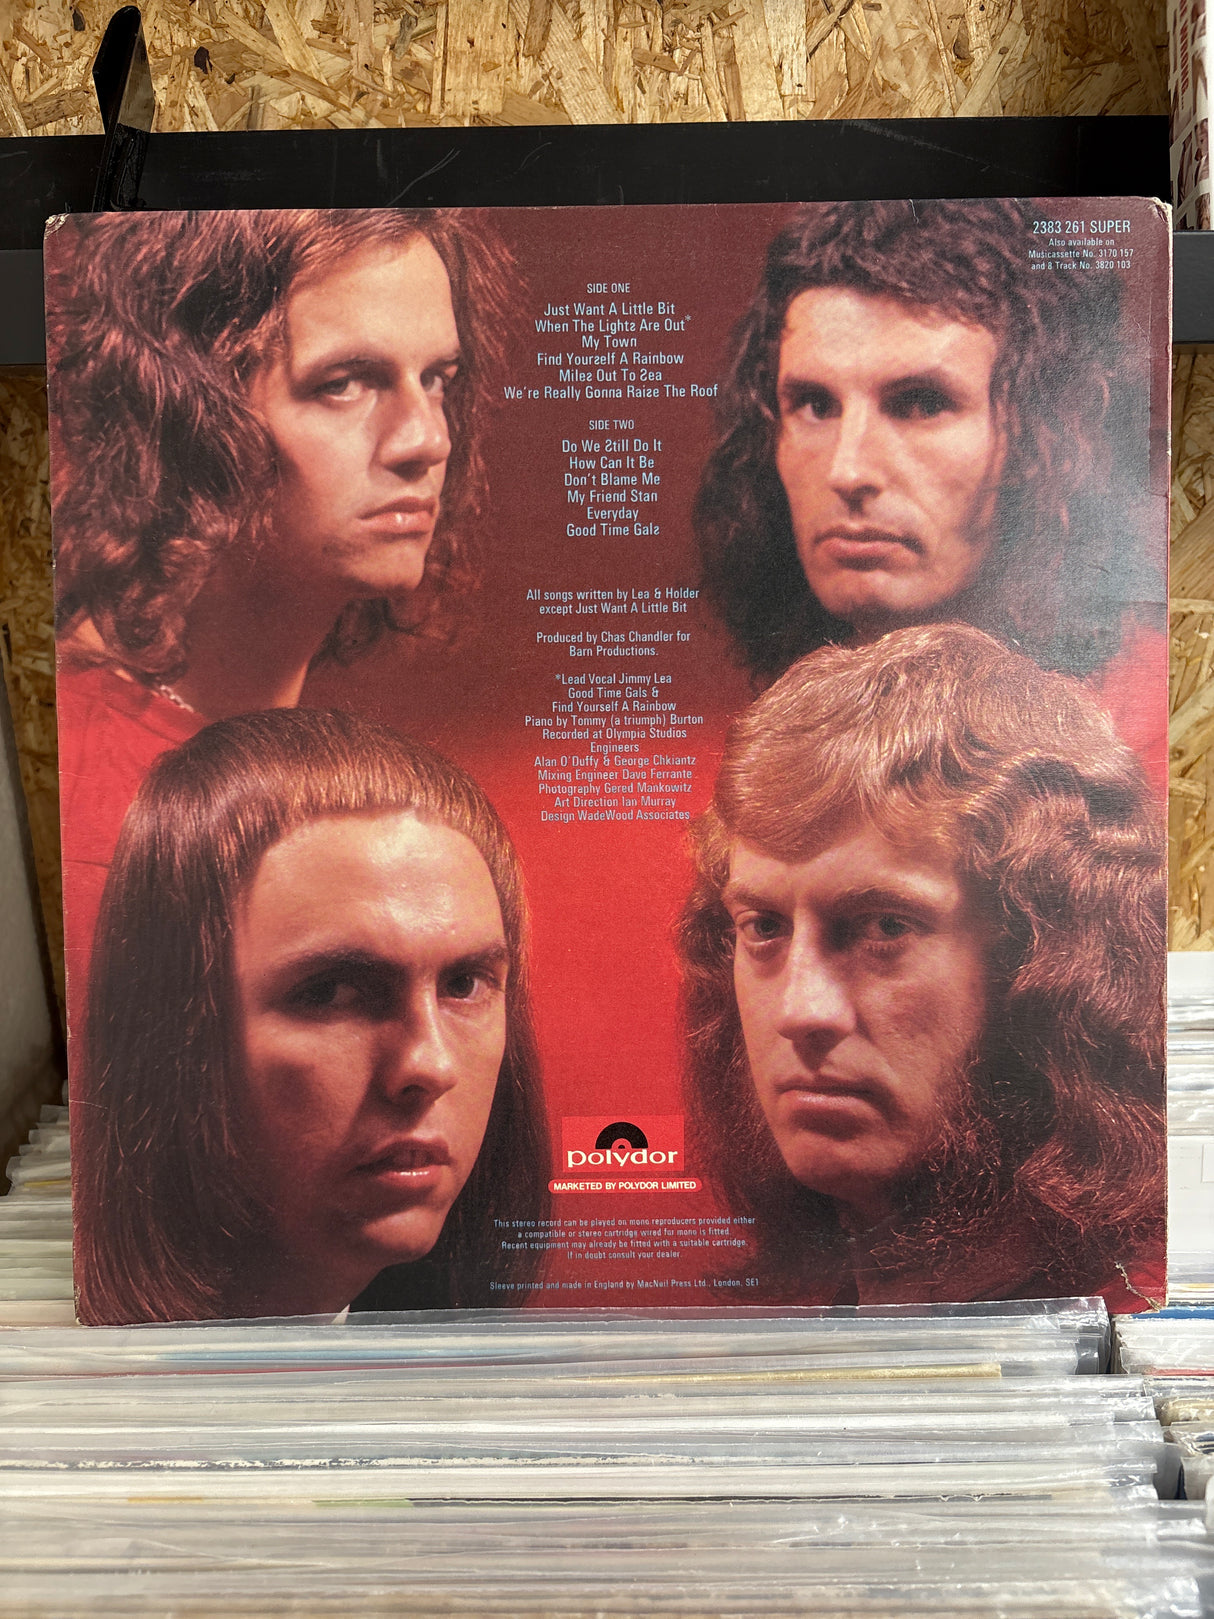 2383 261 SUPER
Also available on
Musicassette No. 3170 157
and 8 Track No. 3820 103
SIDE ONE
Just Want A Little Bit
When The Lights Are Out*
My Town
Find Yourself A Rainbow
Miles Out To Sea
We're Really Gonna Raise The Roof
SIDE TWO
Do We Still Do It
How Can It Be
Don't Blame Me
My Friend Stan
Everyday
Good Time Gals
All songs written by Lea & Holder
except Just Want A Little Bit
Produced by Chas Chandler for
Barn Productions.
*Lead Vocal Jimmy Lea
Good Time Gals &
Find Yourself A Rainbow
Piano by Tommy (a triumph) Burton
Recorded at Olympia Studios
Engineers
Alan O'Duffy & George Chkiantz
Mixing Engineer Dave Ferrante.
Photography Gered Mankowitz
Art Direction Ian Murray
Design WadeWood Associates
polydor
MARKETED BY POLYDOR LIMITED
This stereo record can be played on mono reproducers provided either
a compatible or stereo cartridge wired for mono is fitted.
Recent equipment may already be fitted with a suitable cartridge.
If in doubt consult your dealer.
Sleeve printed and made in England by MacNeil Press Ltd., London, SE1